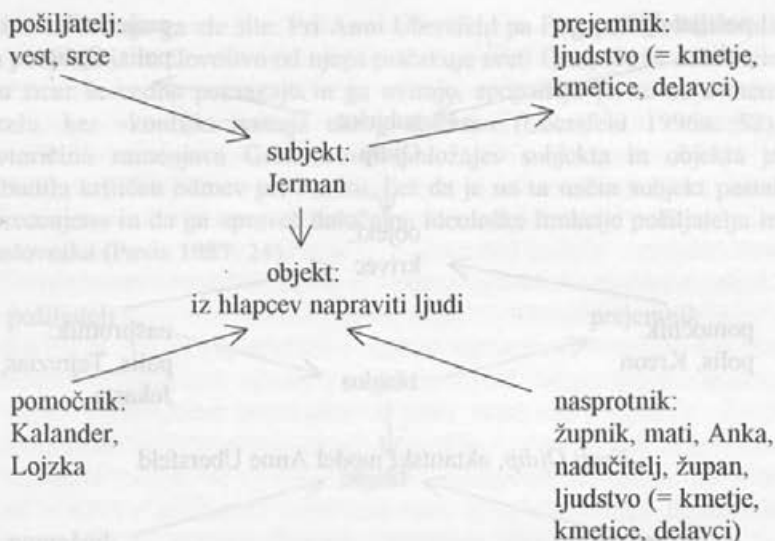 pošiljatelj:
vest, srce
prejemnik:
ljudstvo (= kmetje,
kmetice, delavci)
subjekt:
Jerman
objekt:
iz hlapcev napraviti ljudi
pomočnik:
Kalander,
Lojzka
nasprotnik:
župnik, mati, Anka,
nadučitelj, župan,
ljudstvo (= kmetje,
kmetice, delavci)